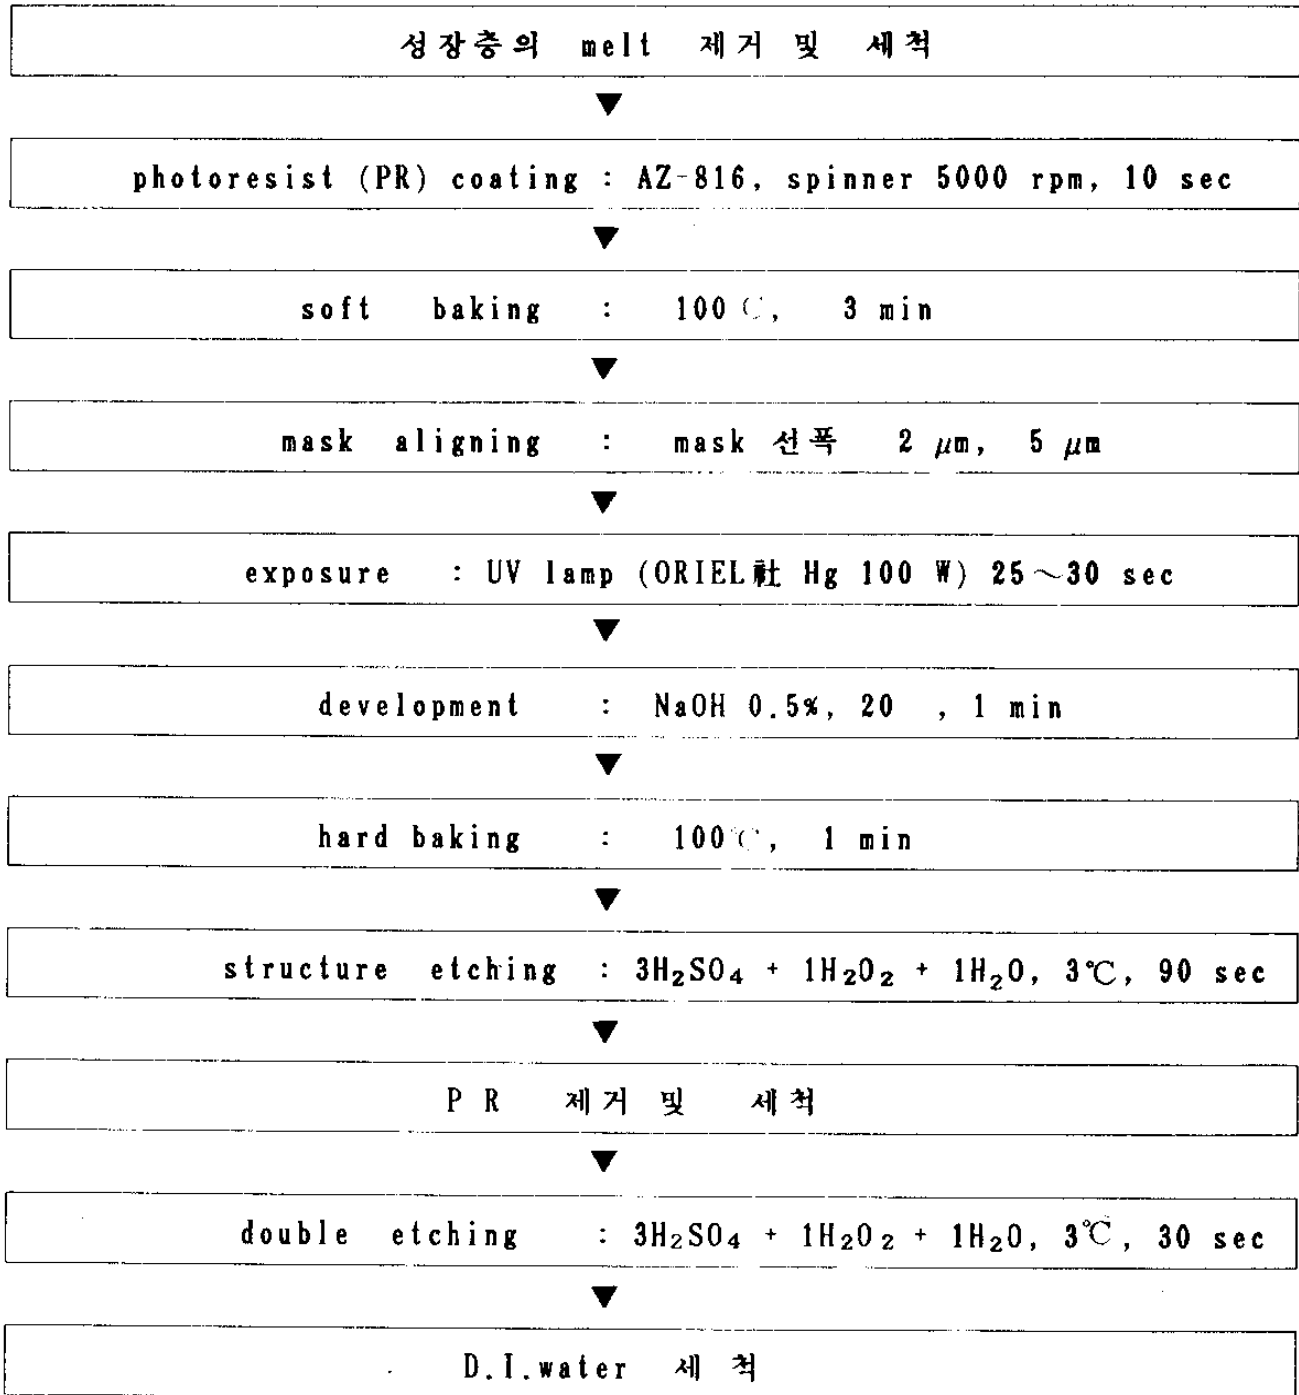 성장층의 melt 제거 및 세척
▼
photoresist (PR) coating : AZ-816, spinner 5000 rpm, 10 sec
▼
soft baking : 100℃, 3 min
▼
mask aligning : mask 선폭 2 μm, 5 μm
▼
exposure : UV lamp (ORIEL社 Hg 100 W) 25～30 sec
▼
development : NaOH 0.5%, 20 , 1 min
▼
hard baking : 100℃, 1 min
▼
structure etching : 3H₂SO₄ + 1H₂O₂ + 1H₂O, 3℃, 90 sec
▼
PR 제거 및 세척
▼
double etching : 3H₂SO₄ + 1H₂O₂ + 1H₂O, 3℃, 30 sec
▼
D.I.water 세척